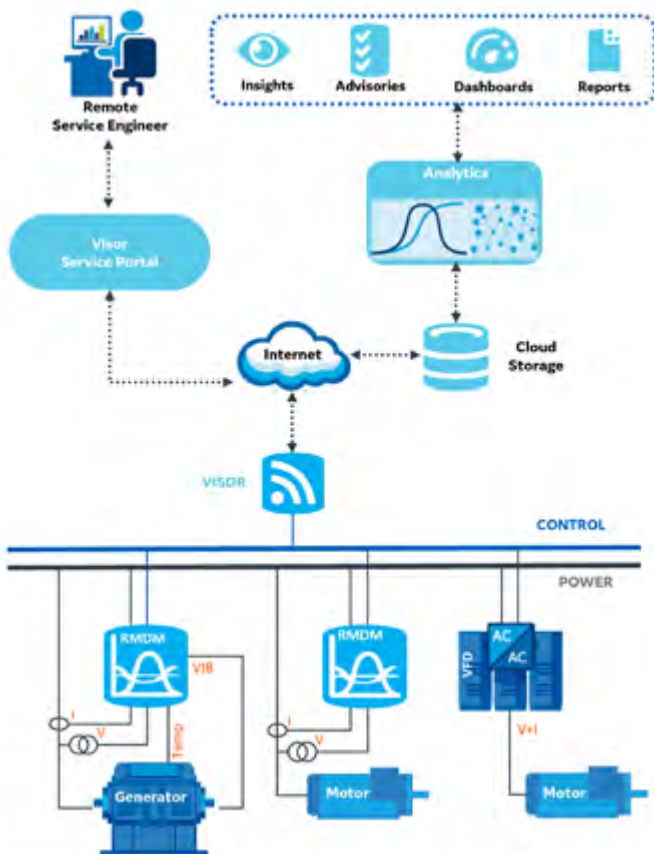 Insights
Advisories
Dashboards
Reports
Remote
Service Engineer
Analytics
Visor
Service Portal
Internet
Cloud
Storage
VISOR
CONTROL
POWER
RMDM
VIB
I
V
Temp
Generator
RMDM
I
V
Motor
VFD
AC
AC
V+I
Motor